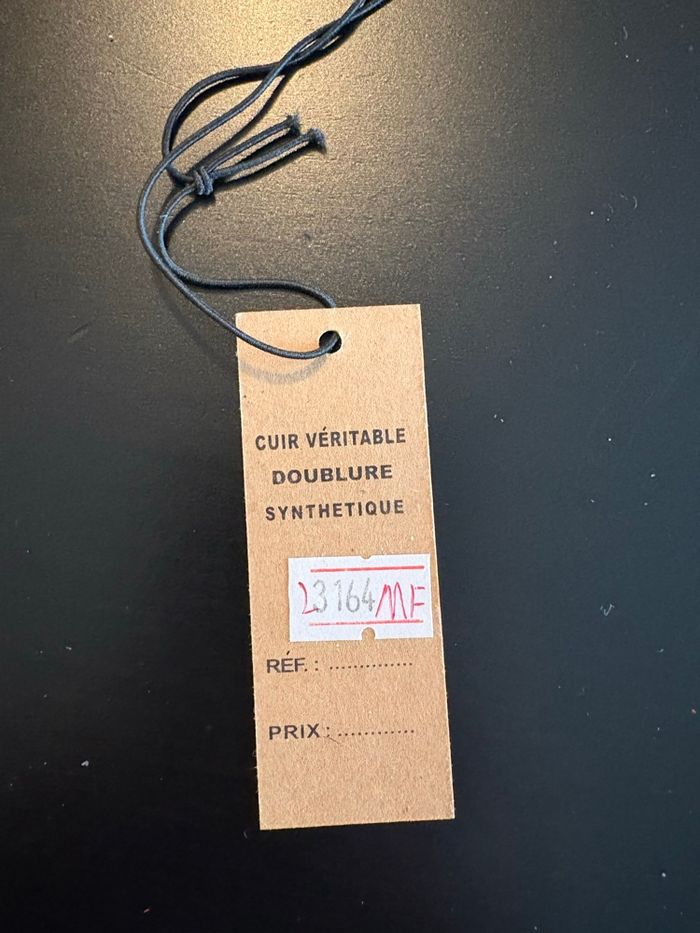 CUIR VÉRITABLE
DOUBLURE
SYNTHETIQUE
23164MF
RÉF. : ..............
PRIX : ............